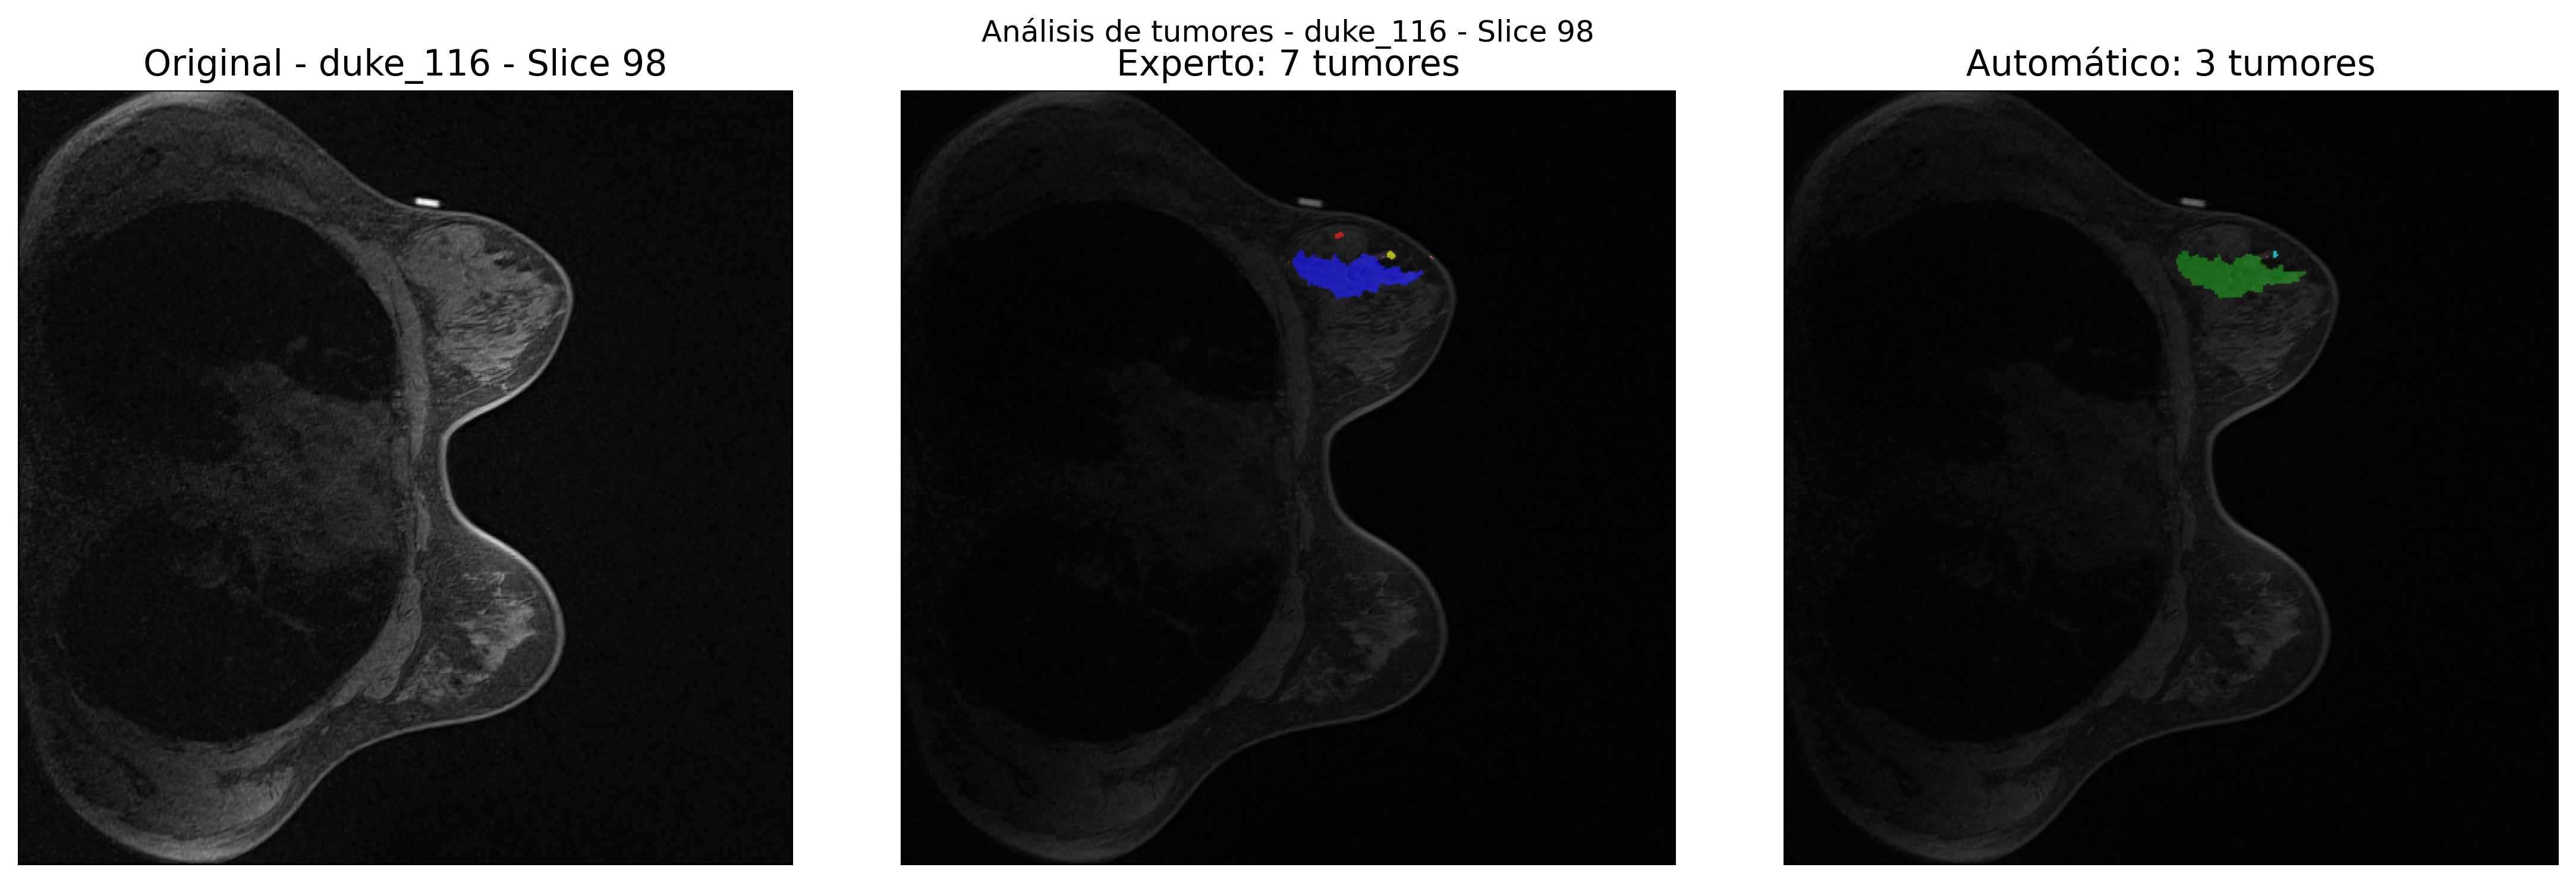 Análisis de tumores - duke_116 - Slice 98
Original - duke_116 - Slice 98
Experto: 7 tumores
Automático: 3 tumores